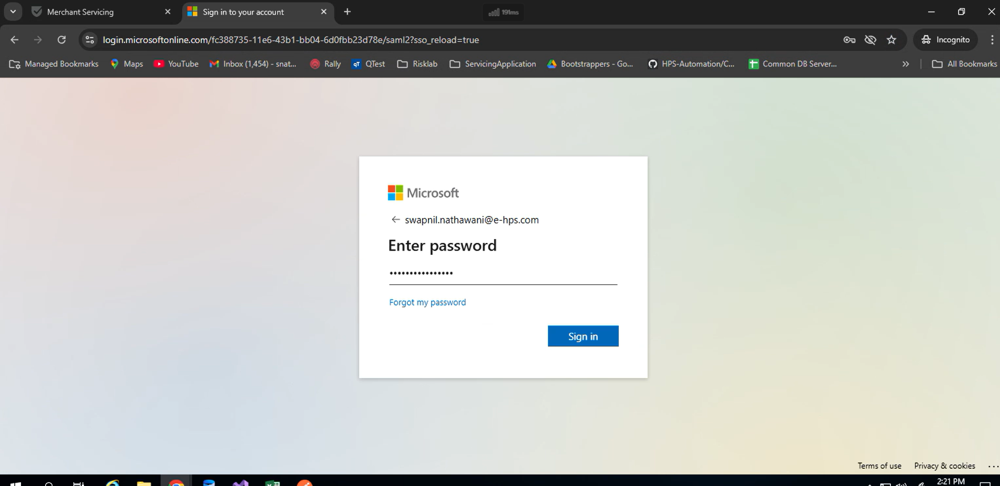 Merchant Servicing
Sign in to your account
191ms
login.microsoftonline.com/fc388735-11e6-43b1-bb04-6d0fbb23d78e/saml2?sso_reload=true
Incognito
Managed Bookmarks
Maps
YouTube
Inbox (1,454) - snat...
Rally
qT QTest
Risklab
ServicingApplication
Bootstrappers - Go...
HPS-Automation/C...
Common DB Server...
All Bookmarks
Microsoft
swapnil.nathawani@e-hps.com
Enter password
Forgot my password
Sign in
Terms of use
Privacy & cookies
...
2:21 PM